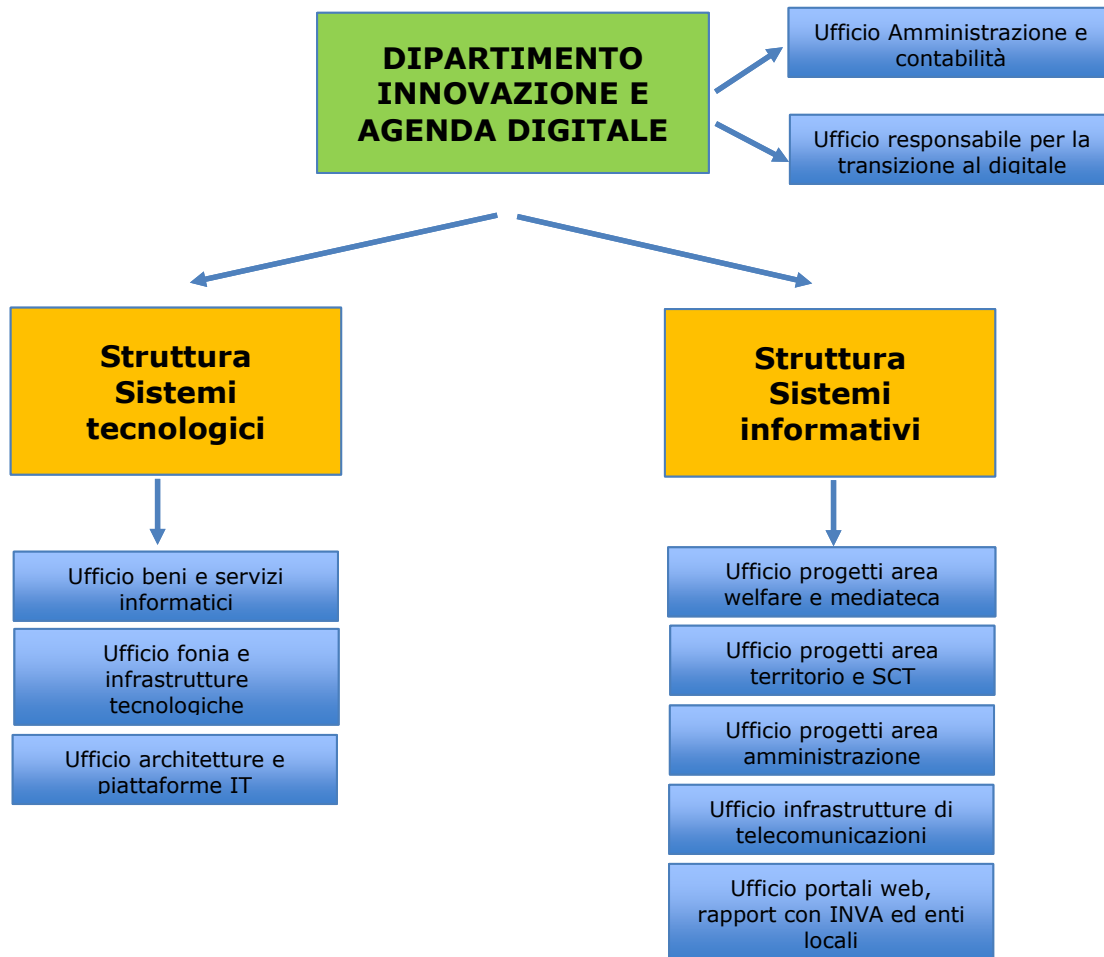 DIPARTIMENTO
INNOVAZIONE E
AGENDA DIGITALE
Ufficio Amministrazione e
contabilità
Ufficio responsabile per la
transizione al digitale
Struttura
Sistemi
tecnologici
Ufficio beni e servizi
informatici
Ufficio fonia e
infrastrutture
tecnologiche
Ufficio architetture e
piattaforme IT
Struttura
Sistemi
informativi
Ufficio progetti area
welfare e mediateca
Ufficio progetti area
territorio e SCT
Ufficio progetti area
amministrazione
Ufficio infrastrutture di
telecomunicazioni
Ufficio portali web,
rapport con INVA ed enti
locali